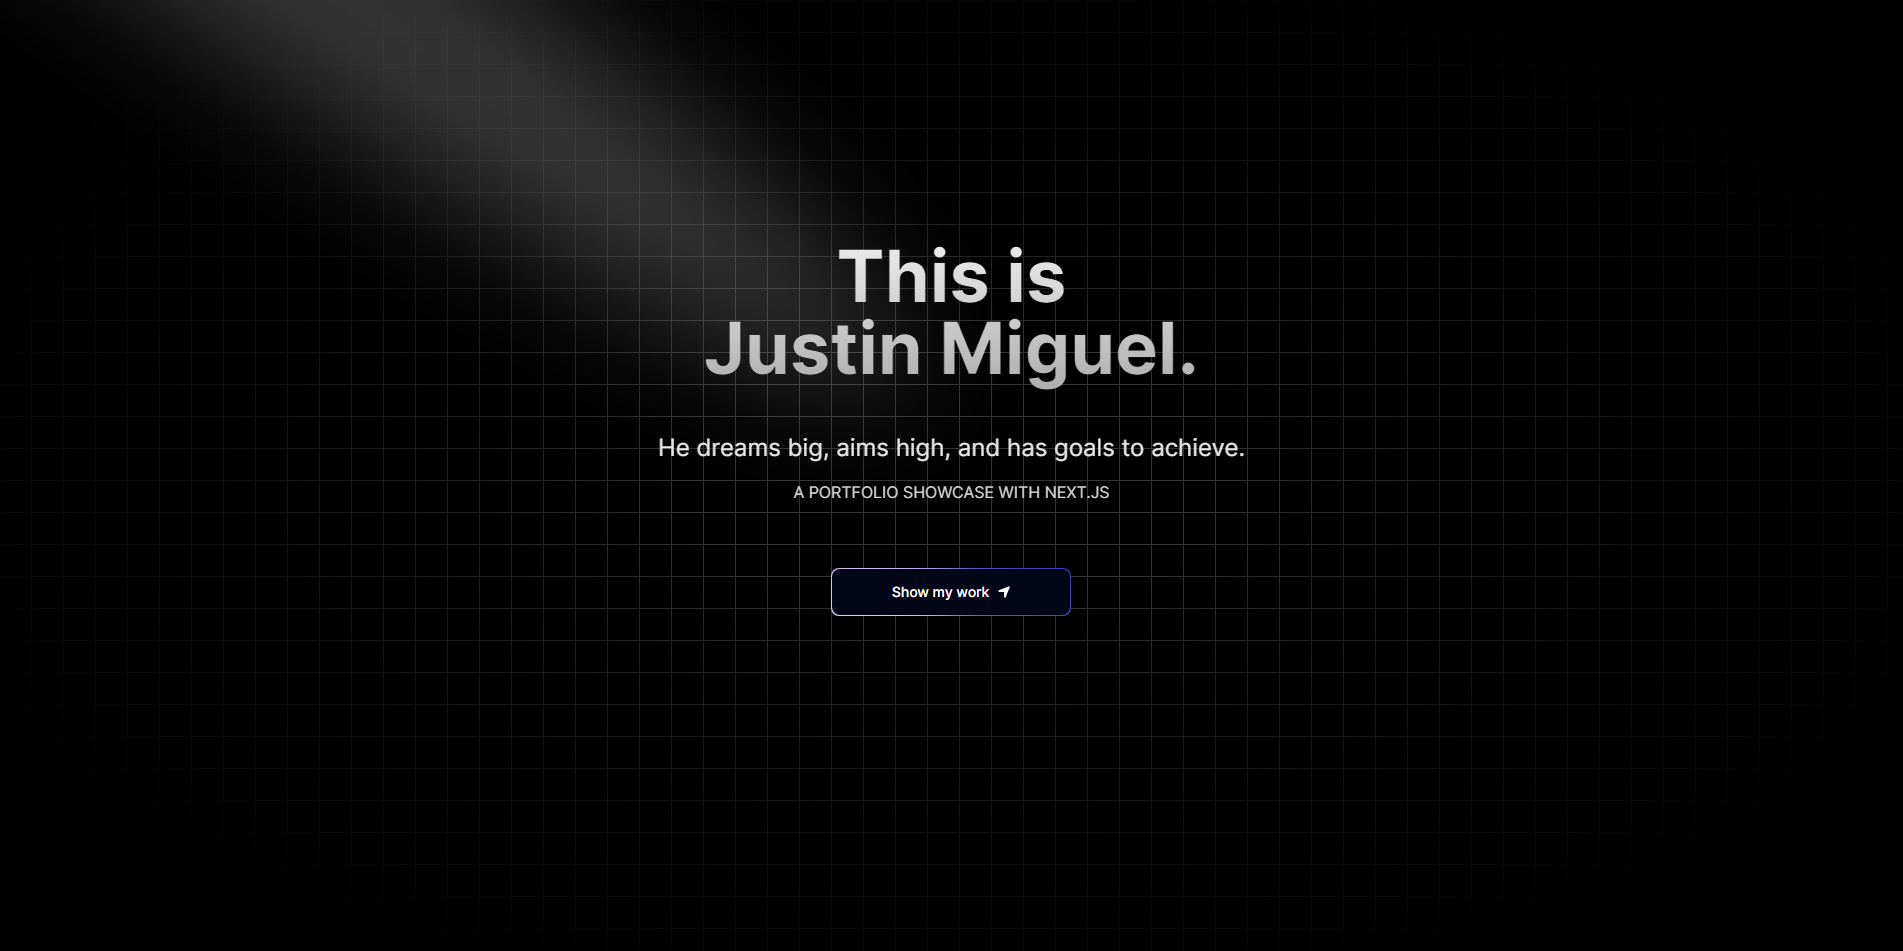 This is
Justin Miguel.
He dreams big, aims high, and has goals to achieve.
A PORTFOLIO SHOWCASE WITH NEXT.JS
Show my work